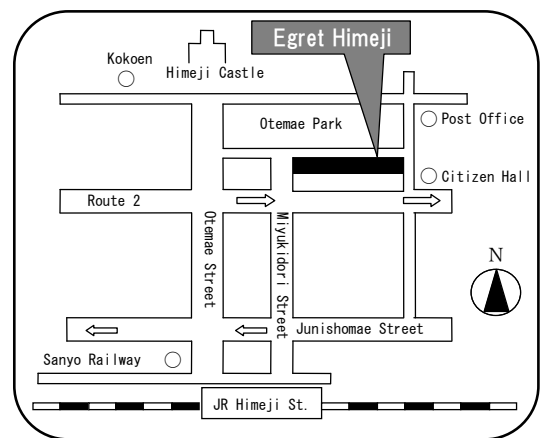 Egret Himeji
Kokoen
Himeji Castle
Otemae Park
Post Office
Citizen Hall
Route 2
Otemae Street
Miyukidori Street
N
Junishomae Street
Sanyo Railway
JR Himeji St.